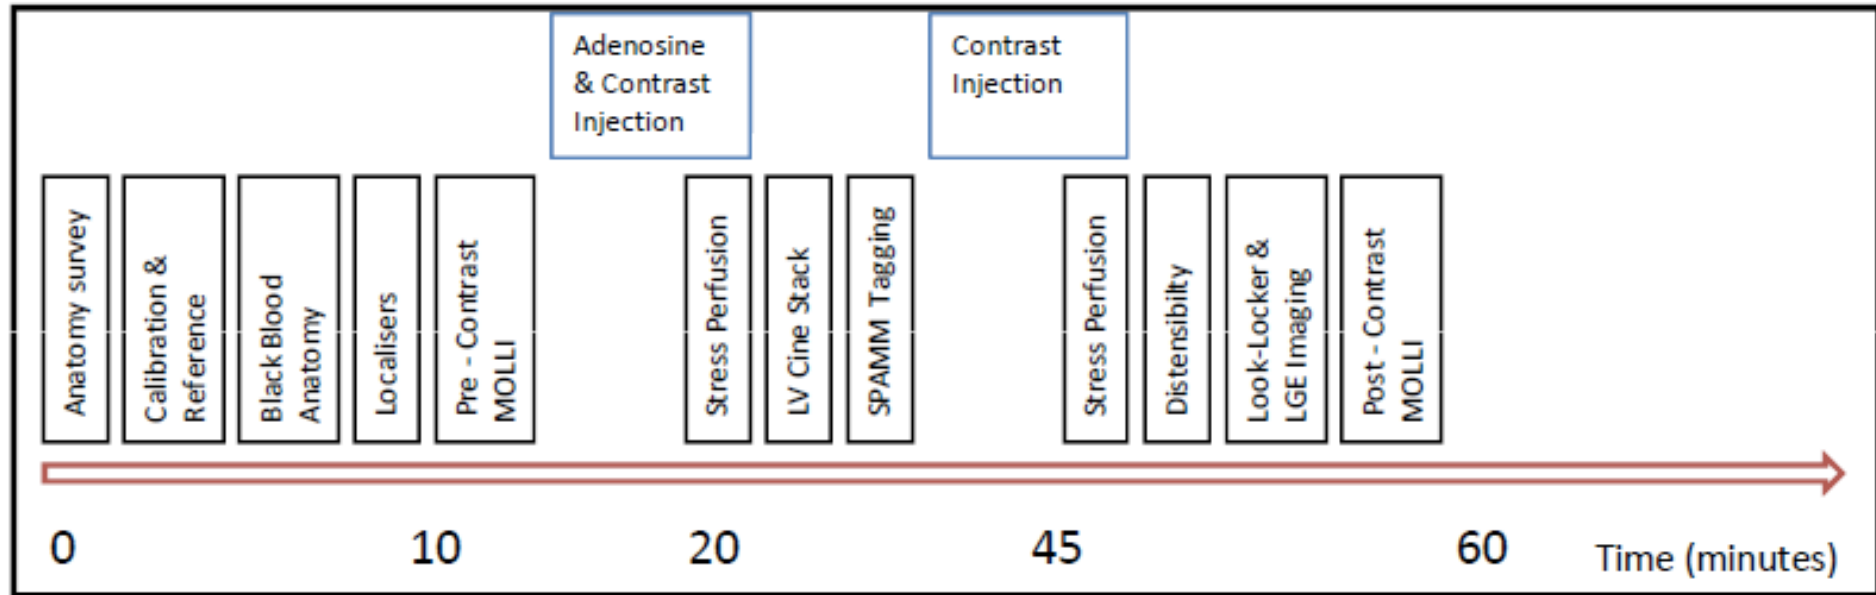 Adenosine
& Contrast
Injection
Contrast
Injection
Anatomy survey
Calibration &
Reference
Black Blood
Anatomy
Localisers
Pre - Contrast
MOLLI
Stress Perfusion
LV Cine Stack
SPAMM Tagging
Stress Perfusion
Distensibilty
Look-Locker &
LGE Imaging
Post - Contrast
MOLLI
0 10 20 45 60 Time (minutes)